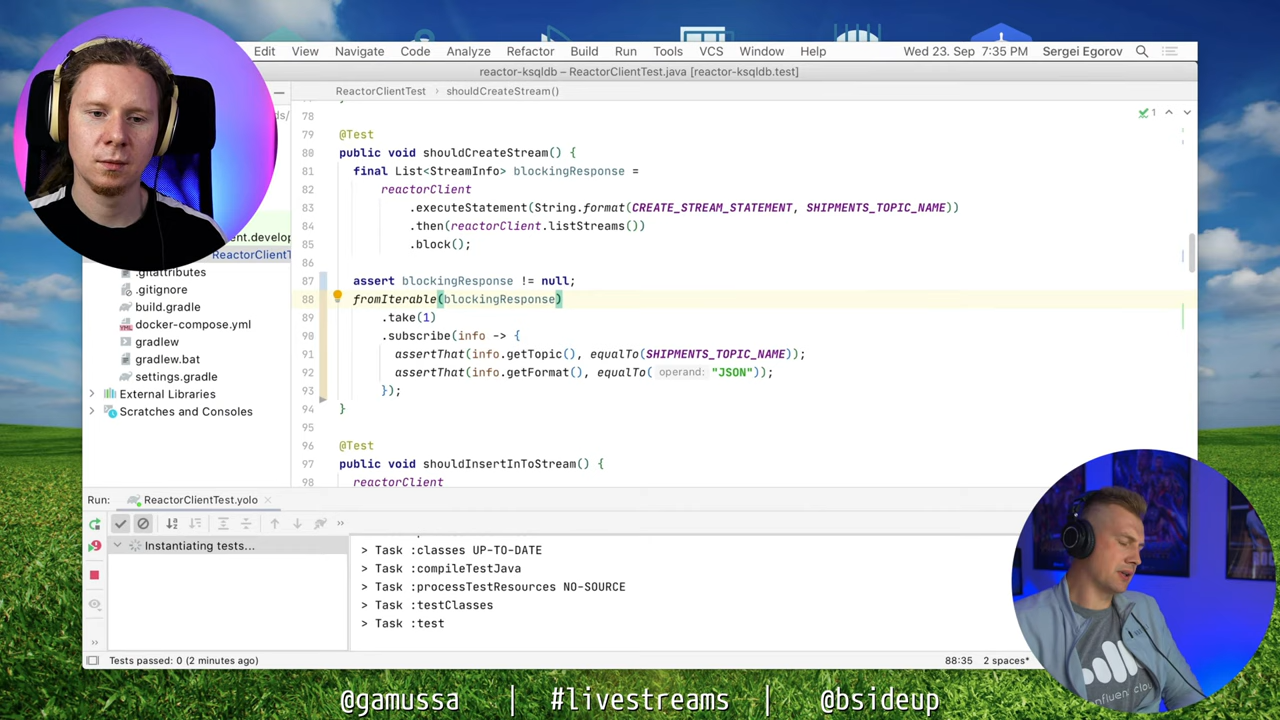 Edit View Navigate Code Analyze Refactor Build Run Tools VCS Window Help Wed 23. Sep 7:35 PM Sergei Egorov
reactor-ksqldb – ReactorClientTest.java [reactor-ksqldb.test]
ReactorClientTest shouldCreateStream()
1
78
79 @Test
80 public void shouldCreateStream() {
81 final List<StreamInfo> blockingResponse =
82 reactorClient
83 .executeStatement(String.format(CREATE_STREAM_STATEMENT, SHIPMENTS_TOPIC_NAME))
84 .then(reactorClient.listStreams())
85 .block();
86
87 assert blockingResponse != null;
88 fromIterable(blockingResponse)
89 .take(1)
90 .subscribe(info -> {
91 assertThat(info.getTopic(), equalTo(SHIPMENTS_TOPIC_NAME));
92 assertThat(info.getFormat(), equalTo( operand: "JSON"));
93 });
94 }
95
96 @Test
97 public void shouldInsertInToStream() {
98 reactorClient
ReactorClientT
.gitattributes
.gitignore
build.gradle
docker-compose.yml
gradlew
gradlew.bat
settings.gradle
External Libraries
Scratches and Consoles
Run: ReactorClientTest.yolo
Instantiating tests...
> Task :classes UP-TO-DATE
> Task :compileTestJava
> Task :processTestResources NO-SOURCE
> Task :testClasses
> Task :test
Tests passed: 0 (2 minutes ago) 88:35 2 spaces*
@gamussa | #livestreams | @bsideup